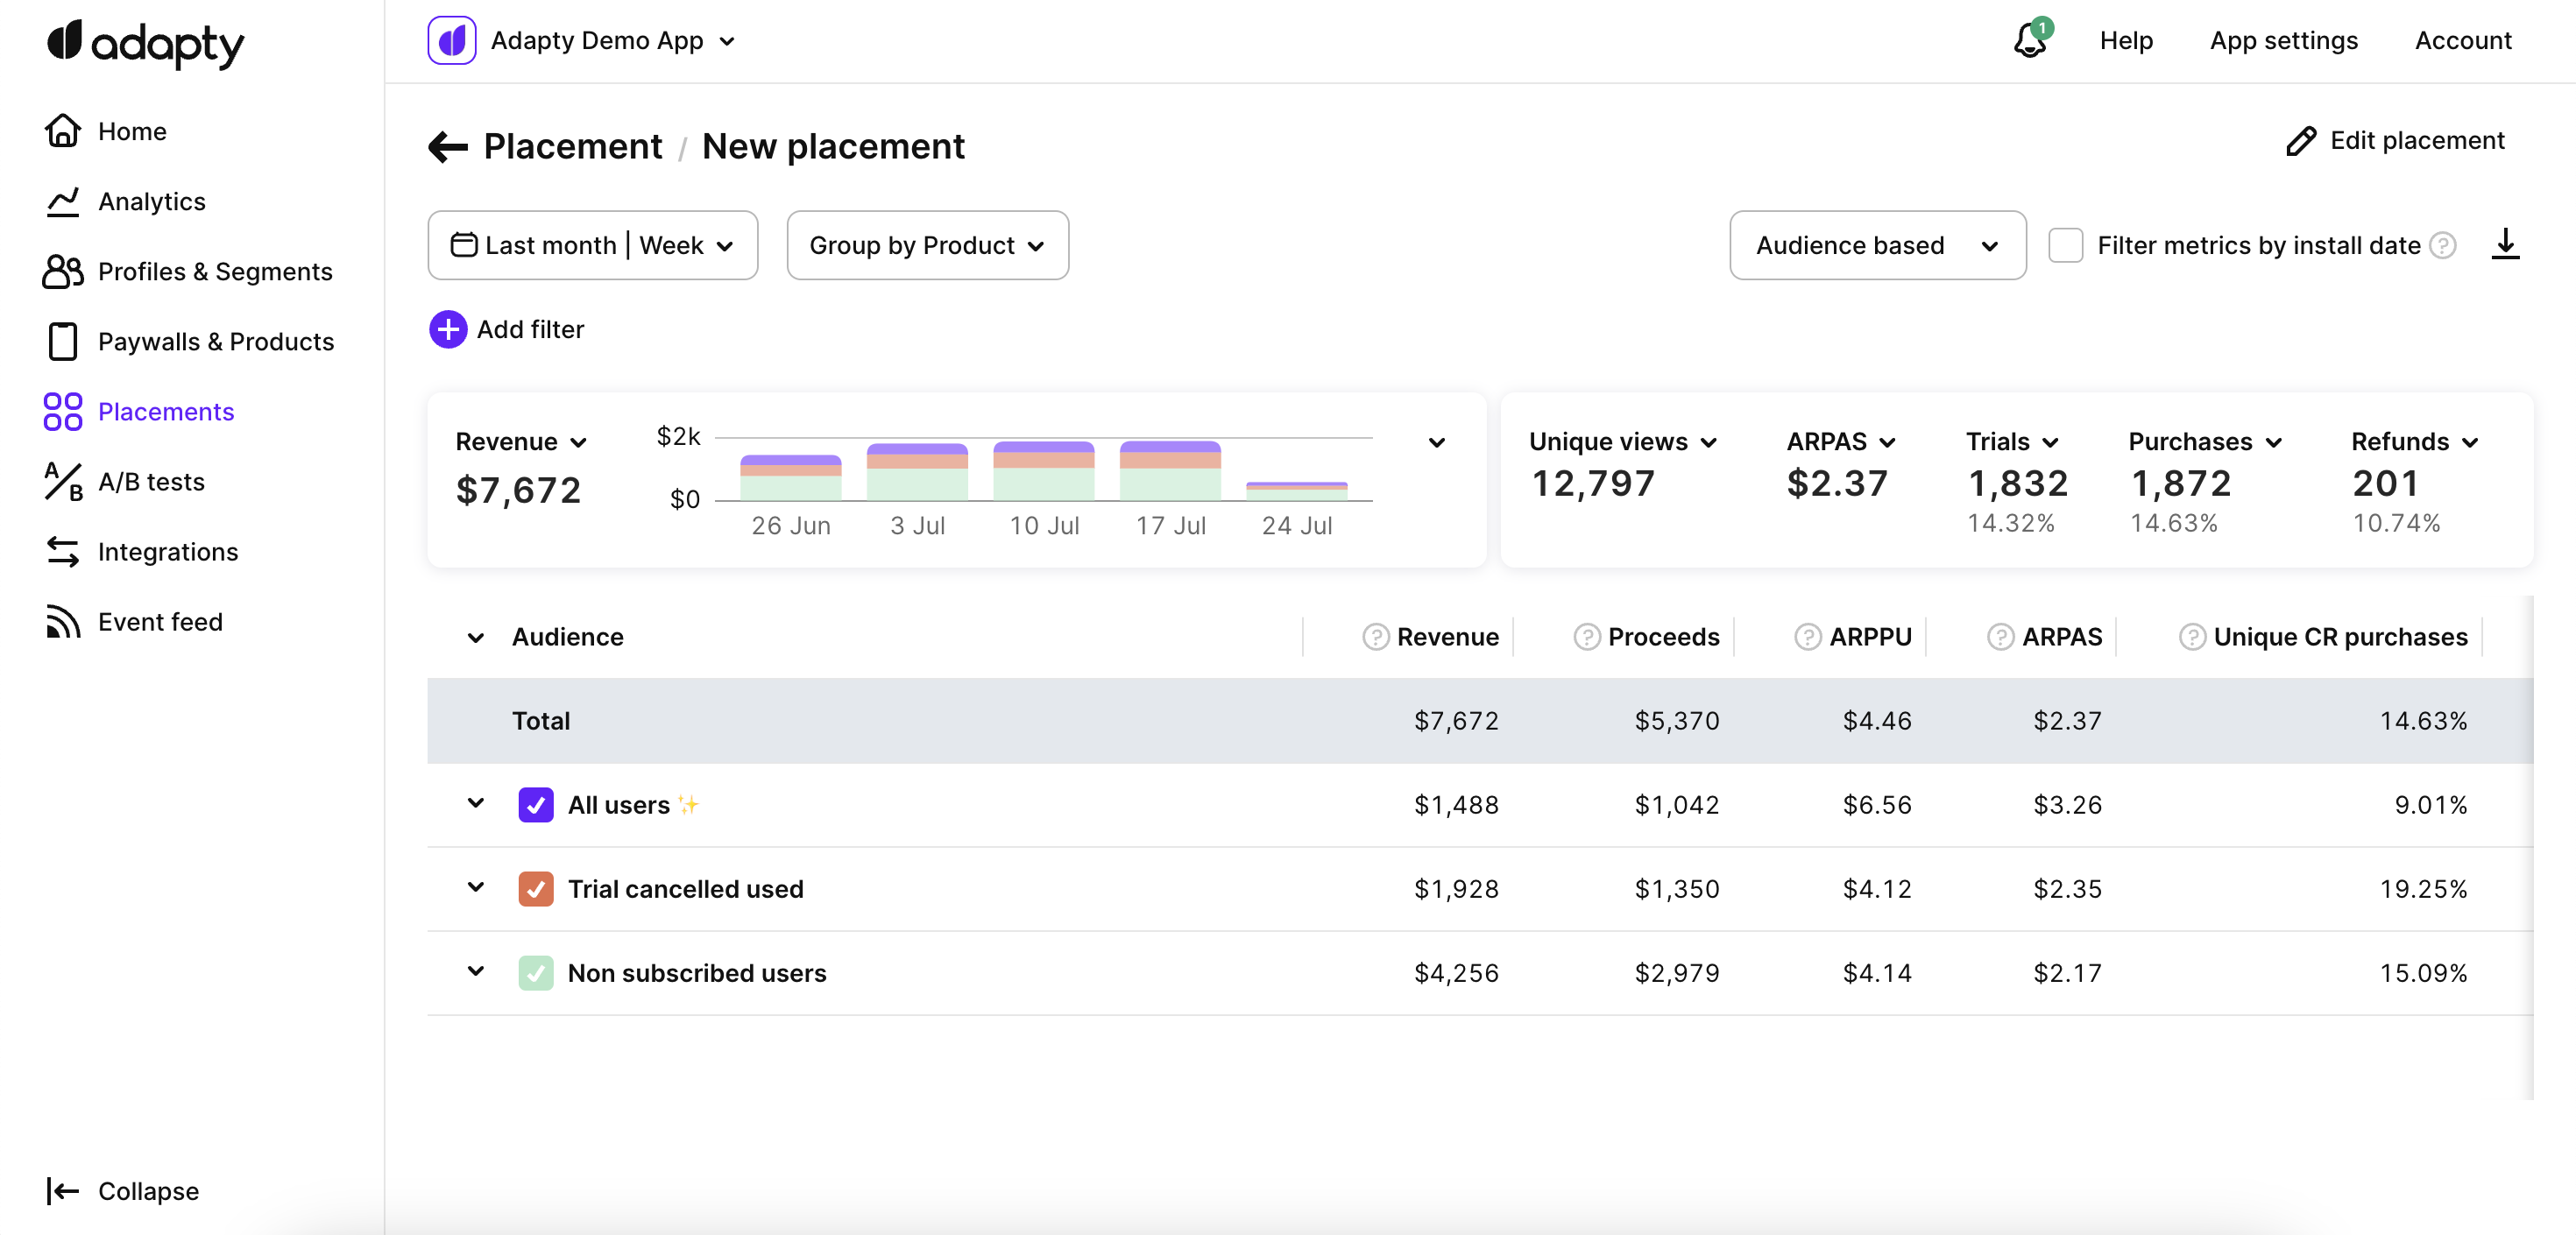 adapty
Adapty Demo App
1
Help
App settings
Account
Home
Analytics
Profiles & Segments
Paywalls & Products
Placements
A/B tests
Integrations
Event feed
Collapse
Placement / New placement
Edit placement
Last month | Week
Group by Product
Audience based
Filter metrics by install date ?
Add filter
Revenue
$7,672
$2k
$0
26 Jun 3 Jul 10 Jul 17 Jul 24 Jul
Unique views ARPAS Trials Purchases Refunds
12,797 $2.37 1,832 1,872 201
14.32% 14.63% 10.74%
Audience ? Revenue ? Proceeds ? ARPPU ? ARPAS ? Unique CR purchases
Total $7,672 $5,370 $4.46 $2.37 14.63%
All users ✨ $1,488 $1,042 $6.56 $3.26 9.01%
Trial cancelled used $1,928 $1,350 $4.12 $2.35 19.25%
Non subscribed users $4,256 $2,979 $4.14 $2.17 15.09%